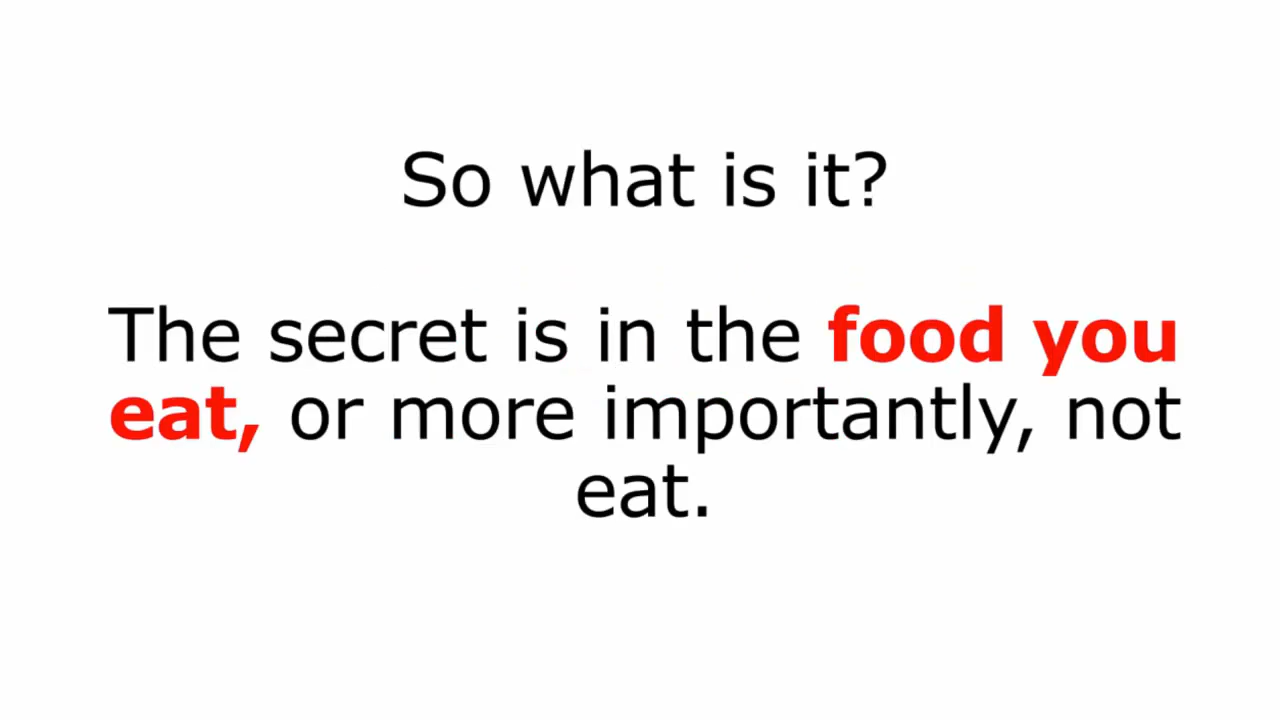 So what is it?
The secret is in the food you
eat, or more importantly, not
eat.